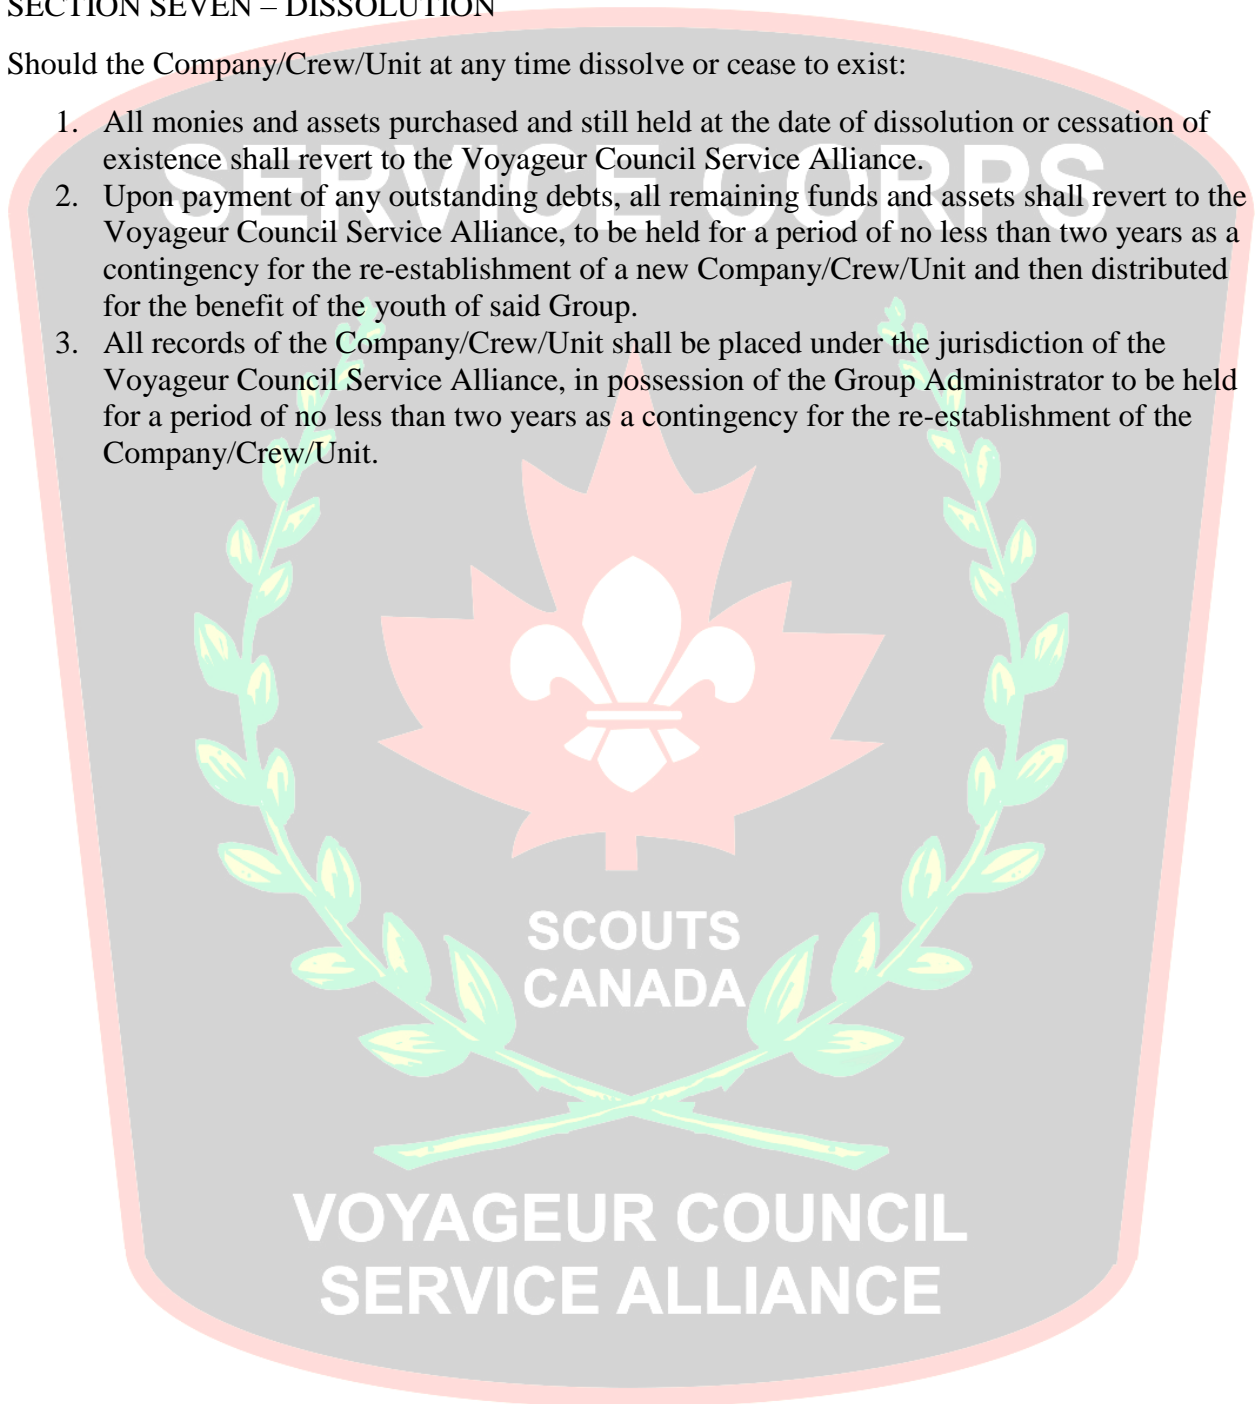 SECTION SEVEN – DISSOLUTION
Should the Company/Crew/Unit at any time dissolve or cease to exist:
1. All monies and assets purchased and still held at the date of dissolution or cessation of
existence shall revert to the Voyageur Council Service Alliance.
2. Upon payment of any outstanding debts, all remaining funds and assets shall revert to the
Voyageur Council Service Alliance, to be held for a period of no less than two years as a
contingency for the re-establishment of a new Company/Crew/Unit and then distributed
for the benefit of the youth of said Group.
3. All records of the Company/Crew/Unit shall be placed under the jurisdiction of the
Voyageur Council Service Alliance, in possession of the Group Administrator to be held
for a period of no less than two years as a contingency for the re-establishment of the
Company/Crew/Unit.
SERVICE CORPS
SCOUTS
CANADA
VOYAGEUR COUNCIL
SERVICE ALLIANCE